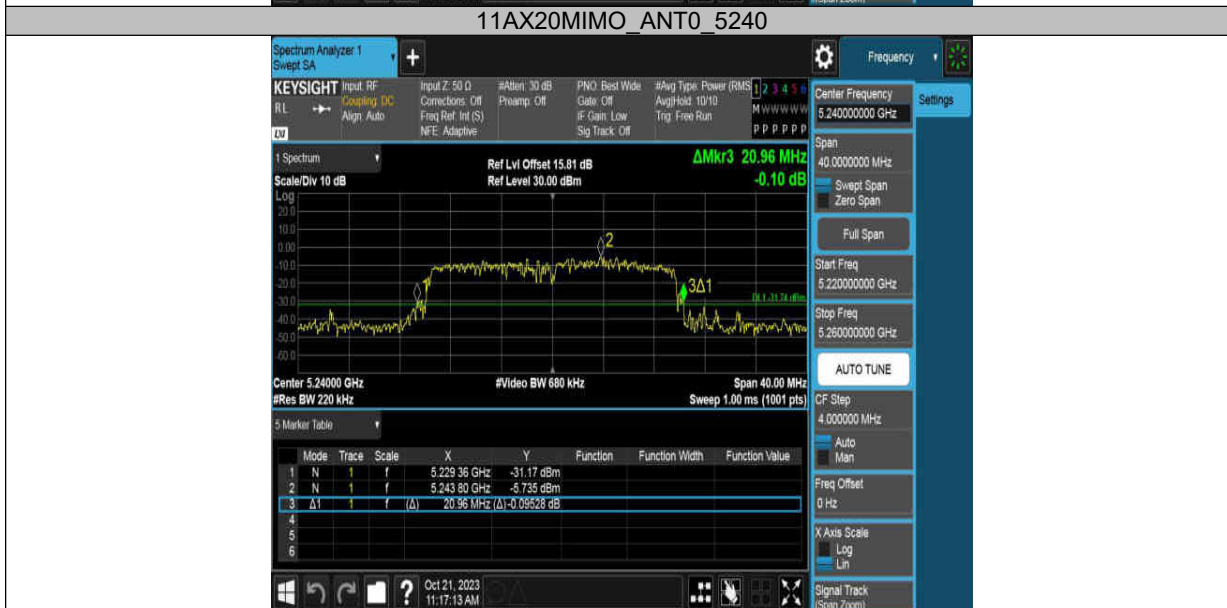 11AX20MIMO_ANT0_5240
Spectrum Analyzer 1
Swept SA
Frequency
KEYSIGHT
RL
LXI
Input: RF
Coupling: DC
Align: Auto
Input Z: 50 Ω
Corrections: Off
Freq Ref: Int (S)
NFE: Adaptive
#Atten: 30 dB
Preamp: Off
PNO: Best Wide
Gate: Off
IF Gain: Low
Sig Track: Off
#Avg Type: Power (RMS
Avg|Hold: 10/10
Trig: Free Run
1 2 3 4 5 6
M W W W W W
P P P P P P
Center Frequency
5.240000000 GHz
Settings
1 Spectrum
Scale/Div 10 dB
Ref Lvl Offset 15.81 dB
Ref Level 30.00 dBm
ΔMkr3 20.96 MHz
-0.10 dB
Span
40.0000000 MHz
Swept Span
Zero Span
Full Span
Log
20.0
10.0
0.00
-10.0
-20.0
-30.0
-40.0
-50.0
-60.0
2
3Δ1
DL1 -31.74 dBm
Start Freq
5.220000000 GHz
Stop Freq
5.260000000 GHz
AUTO TUNE
Center 5.24000 GHz
#Res BW 220 kHz
#Video BW 680 kHz
Span 40.00 MHz
Sweep 1.00 ms (1001 pts)
CF Step
4.000000 MHz
Auto
Man
5 Marker Table
Mode Trace Scale X Y Function Function Width Function Value
1 N 1 f 5.229 36 GHz -31.17 dBm
2 N 1 f 5.243 80 GHz -5.735 dBm
3 Δ1 1 f (Δ) 20.96 MHz (Δ) -0.09528 dB
4
5
6
Freq Offset
0 Hz
X Axis Scale
Log
Lin
Signal Track
(Span Zoom)
Oct 21, 2023
11:17:13 AM